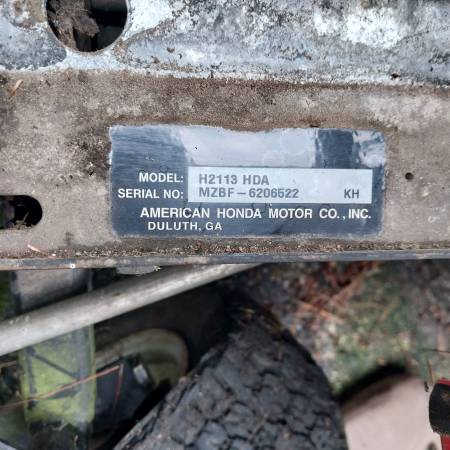 MODEL: H2113 HDA
SERIAL NO: MZBF-6206522 KH
AMERICAN HONDA MOTOR CO., INC.
DULUTH, GA